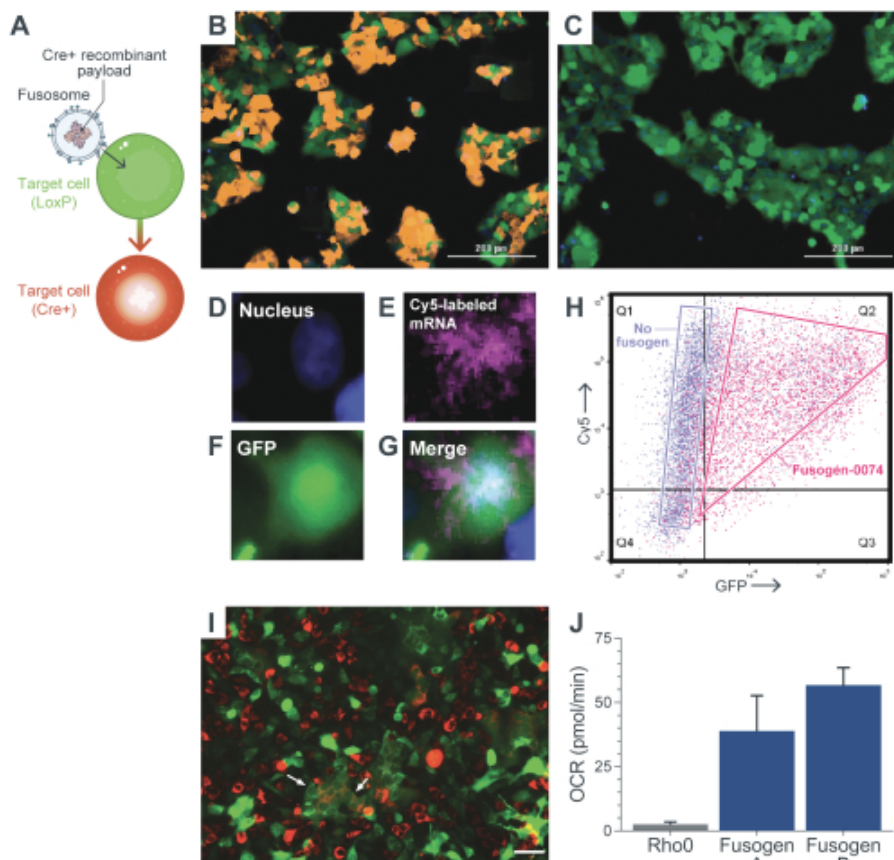 A
Cre+ recombinant
payload
Fusosome
Target cell
(LoxP)
Target cell
(Cre+)
B
200 µm
C
200 µm
D
Nucleus
E
Cy5-labeled
mRNA
F
GFP
G
Merge
H
Q1
Q2
No
fusogen
Cy5
Fusogen-0074
Q4
Q3
GFP
I
J
75
50
25
0
OCR (pmol/min)
Rho0
Fusogen
Fusogen